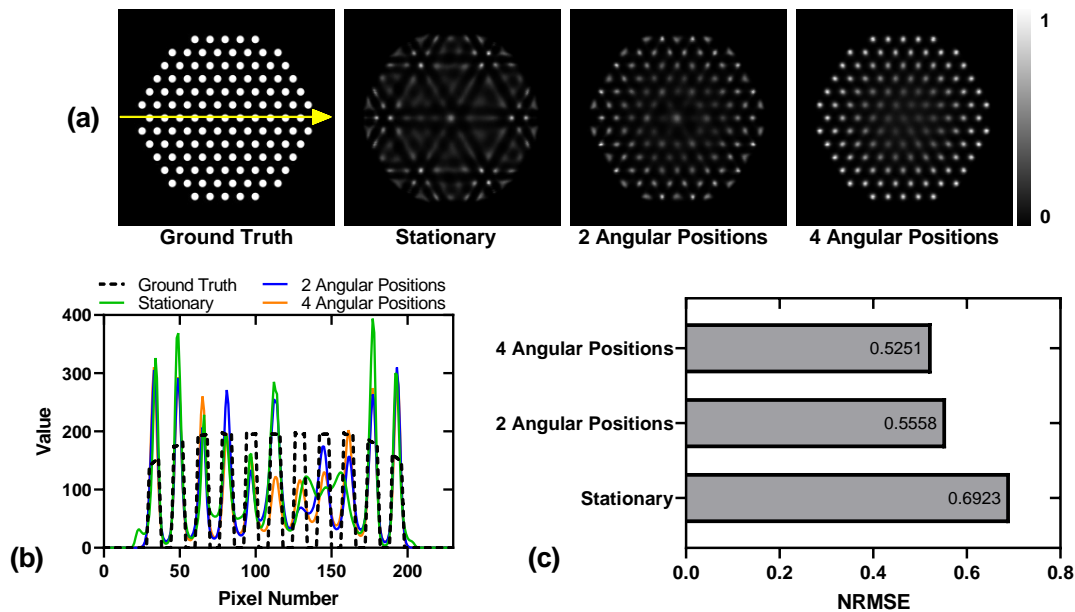 (a)
1
0
Ground Truth
Stationary
2 Angular Positions
4 Angular Positions
(b)
Ground Truth
2 Angular Positions
Stationary
4 Angular Positions
Value
400
300
200
100
0
0
50
100
150
200
Pixel Number
(c)
4 Angular Positions
0.5251
2 Angular Positions
0.5558
Stationary
0.6923
0.0
0.2
0.4
0.6
0.8
NRMSE